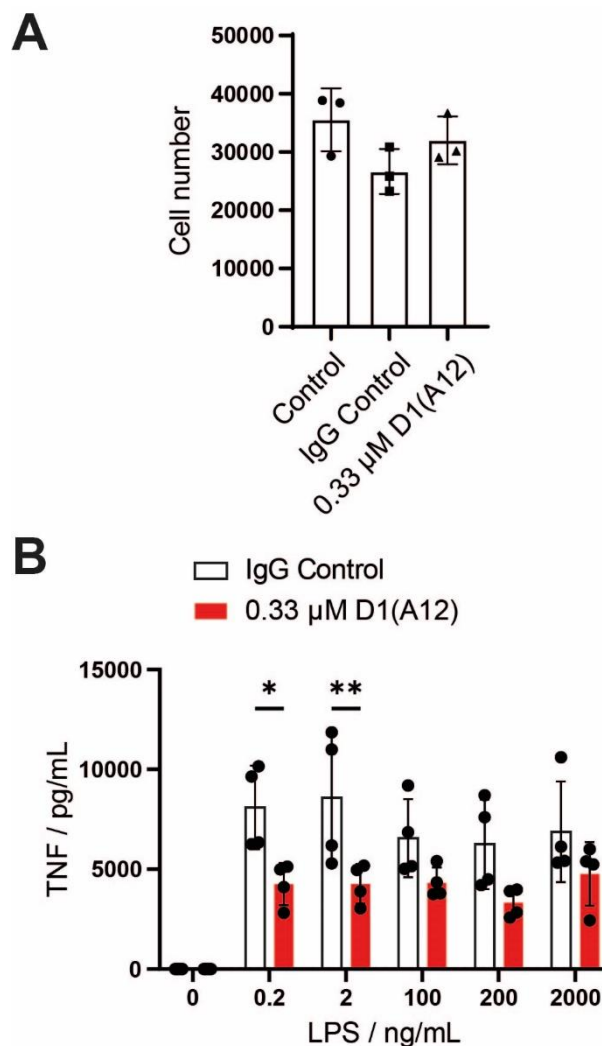 A
50000
40000
30000
20000
10000
0
Cell number
Control
IgG Control
0.33 µM D1(A12)
B
IgG Control
0.33 µM D1(A12)
15000
10000
5000
0
TNF / pg/mL
*
**
0 0.2 2 100 200 2000
LPS / ng/mL